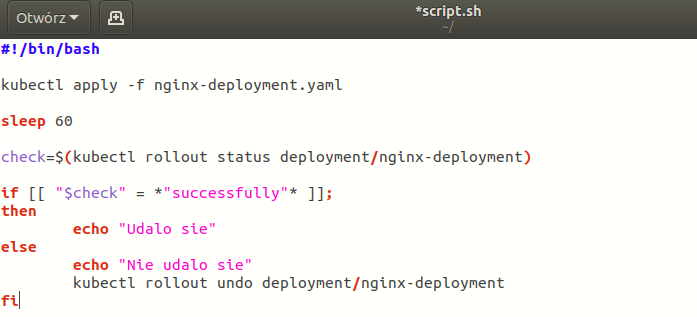 Otwórz
*script.sh
~/
#!/bin/bash
kubectl apply -f nginx-deployment.yaml
sleep 60
check=$(kubectl rollout status deployment/nginx-deployment)
if [[ "$check" = *"successfully"* ]];
then
echo "Udalo sie"
else
echo "Nie udalo sie"
kubectl rollout undo deployment/nginx-deployment
fi